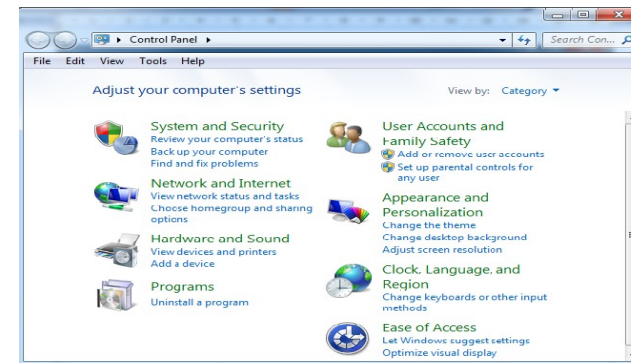 Control Panel
Search Con...
File Edit View Tools Help
Adjust your computer's settings
View by: Category
System and Security
Review your computer's status
Back up your computer
Find and fix problems
Network and Internet
View network status and tasks
Choose homegroup and sharing
options
Hardware and Sound
View devices and printers
Add a device
Programs
Uninstall a program
User Accounts and
Family Safety
Add or remove user accounts
Set up parental controls for
any user
Appearance and
Personalization
Change the theme
Change desktop background
Adjust screen resolution
Clock, Language, and
Region
Change keyboards or other input
methods
Ease of Access
Let Windows suggest settings
Optimize visual display